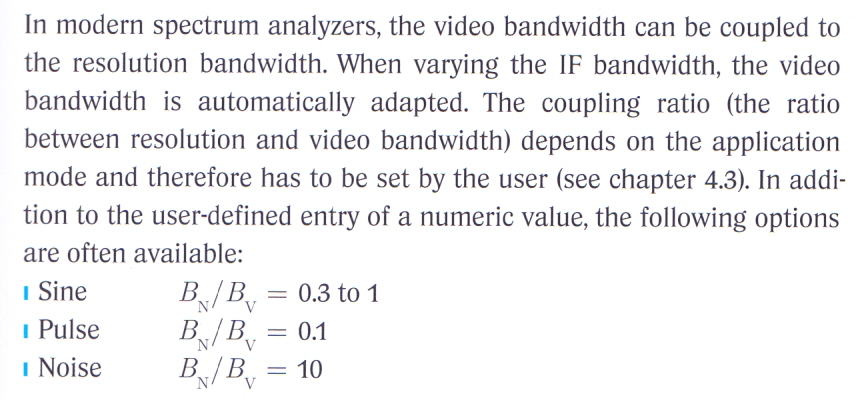 In modern spectrum analyzers, the video bandwidth can be coupled to
the resolution bandwidth. When varying the IF bandwidth, the video
bandwidth is automatically adapted. The coupling ratio (the ratio
between resolution and video bandwidth) depends on the application
mode and therefore has to be set by the user (see chapter 4.3). In addi-
tion to the user-defined entry of a numeric value, the following options
are often available:
Sine B_N/B_V = 0.3 to 1
Pulse B_N/B_V = 0.1
Noise B_N/B_V = 10